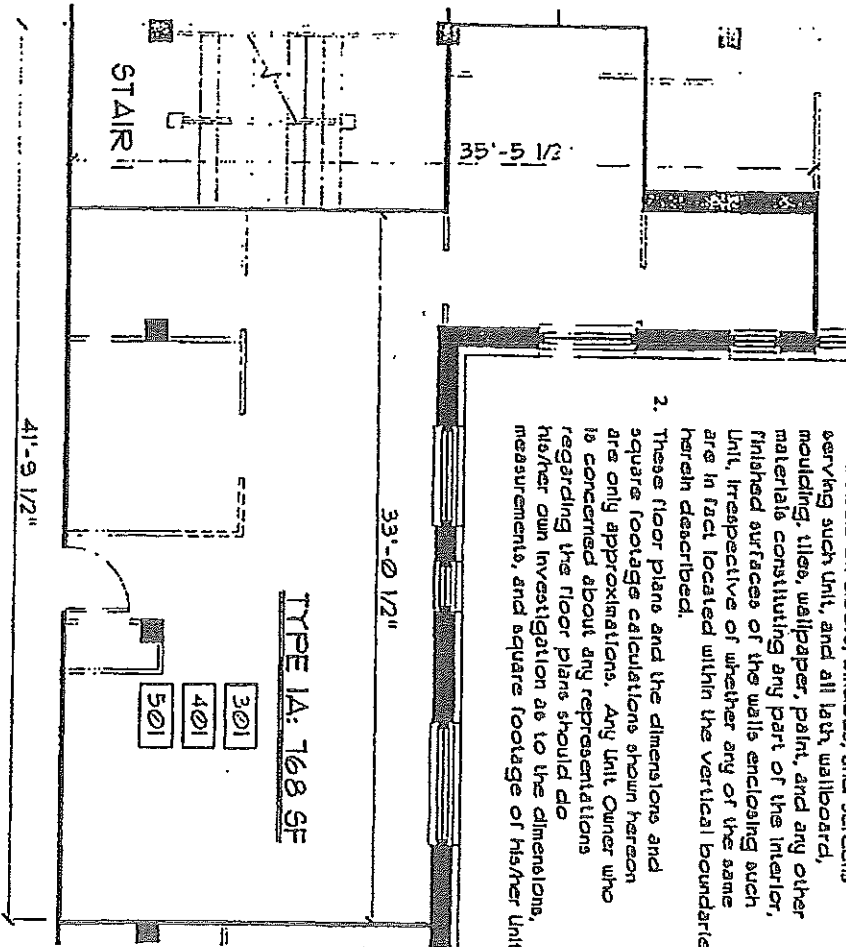 serving such Unit, and all lath, wallboard,
moulding, tiles, wallpaper, paint, and any other
materials constituting any part of the interior,
finished surfaces of the walls enclosing such
Unit, irrespective of whether any of the same
are in fact located within the vertical boundarie
herein described.
2. These floor plans and the dimensions and
square footage calculations shown hereon
are only approximations. Any Unit Owner who
is concerned about any representations
regarding the floor plans should do
his/her own investigation as to the dimensions,
measurements, and square footage of his/her Unit
STAIR 1
35'-5 1/2
33'-0 1/2"
41'-9 1/2"
TYPE 1A: 768 SF
301
401
501